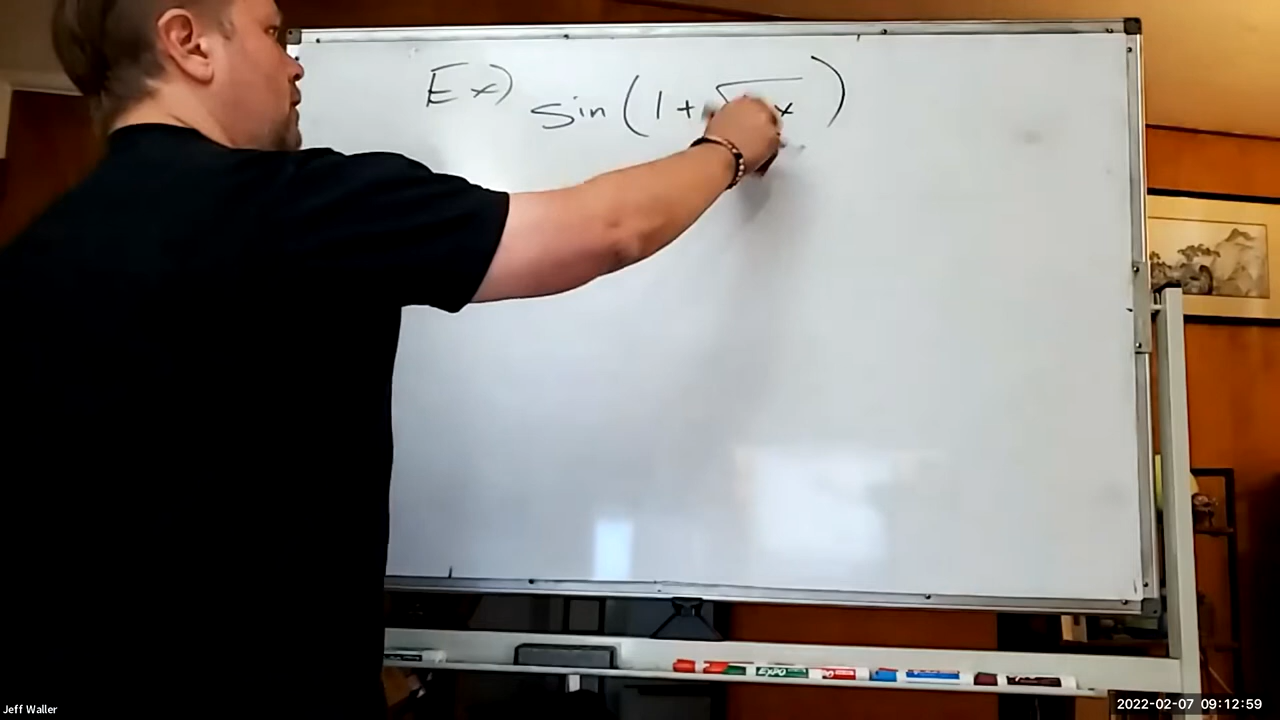 Ex) sin(1+√ x)
Jeff Waller
2022-02-07 09:12:59